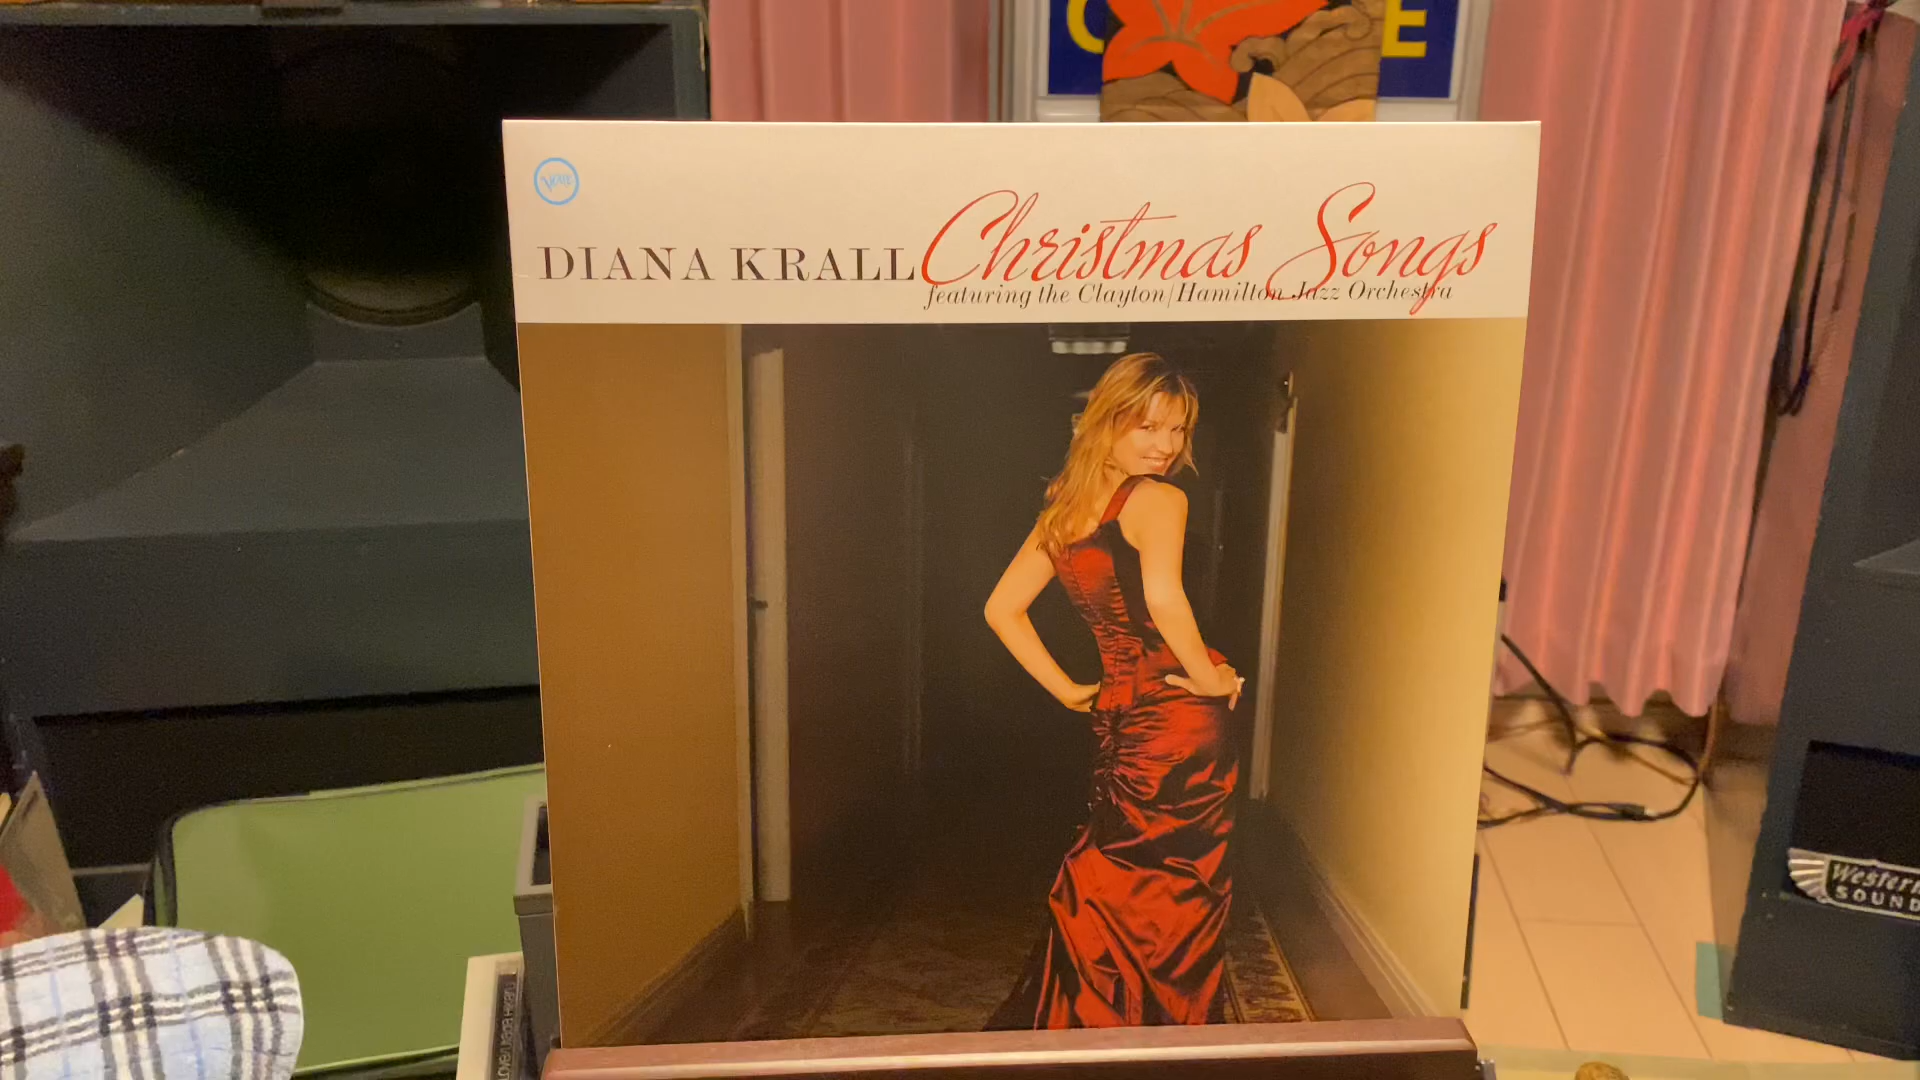 C E
Verve
DIANA KRALL Christmas Songs
featuring the Clayton|Hamilton Jazz Orchestra
Western
SOUND